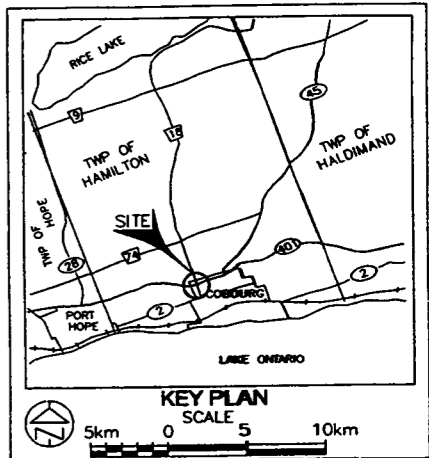 RICE LAKE
9
18
45
TWP OF
HAMILTON
TWP OF
HALDIMAND
TWP OF
HOPE
SITE
28
74
401
COBOURG
2
2
PORT
HOPE
LAKE ONTARIO
KEY PLAN
SCALE
N
5km 0 5 10km